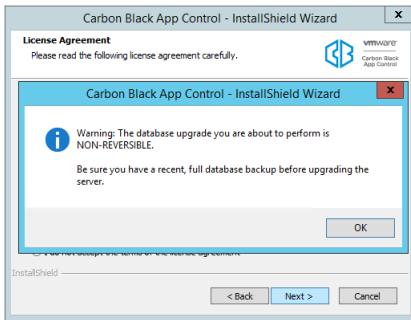 Carbon Black App Control - InstallShield Wizard
x
License Agreement
Please read the following license agreement carefully.
vmware
Carbon Black
App Control
Carbon Black App Control - InstallShield Wizard
x
Warning: The database upgrade you are about to perform is
NON-REVERSIBLE.
Be sure you have a recent, full database backup before upgrading the
server.
OK
I do not accept the terms of the license agreement
InstallShield
< Back
Next >
Cancel